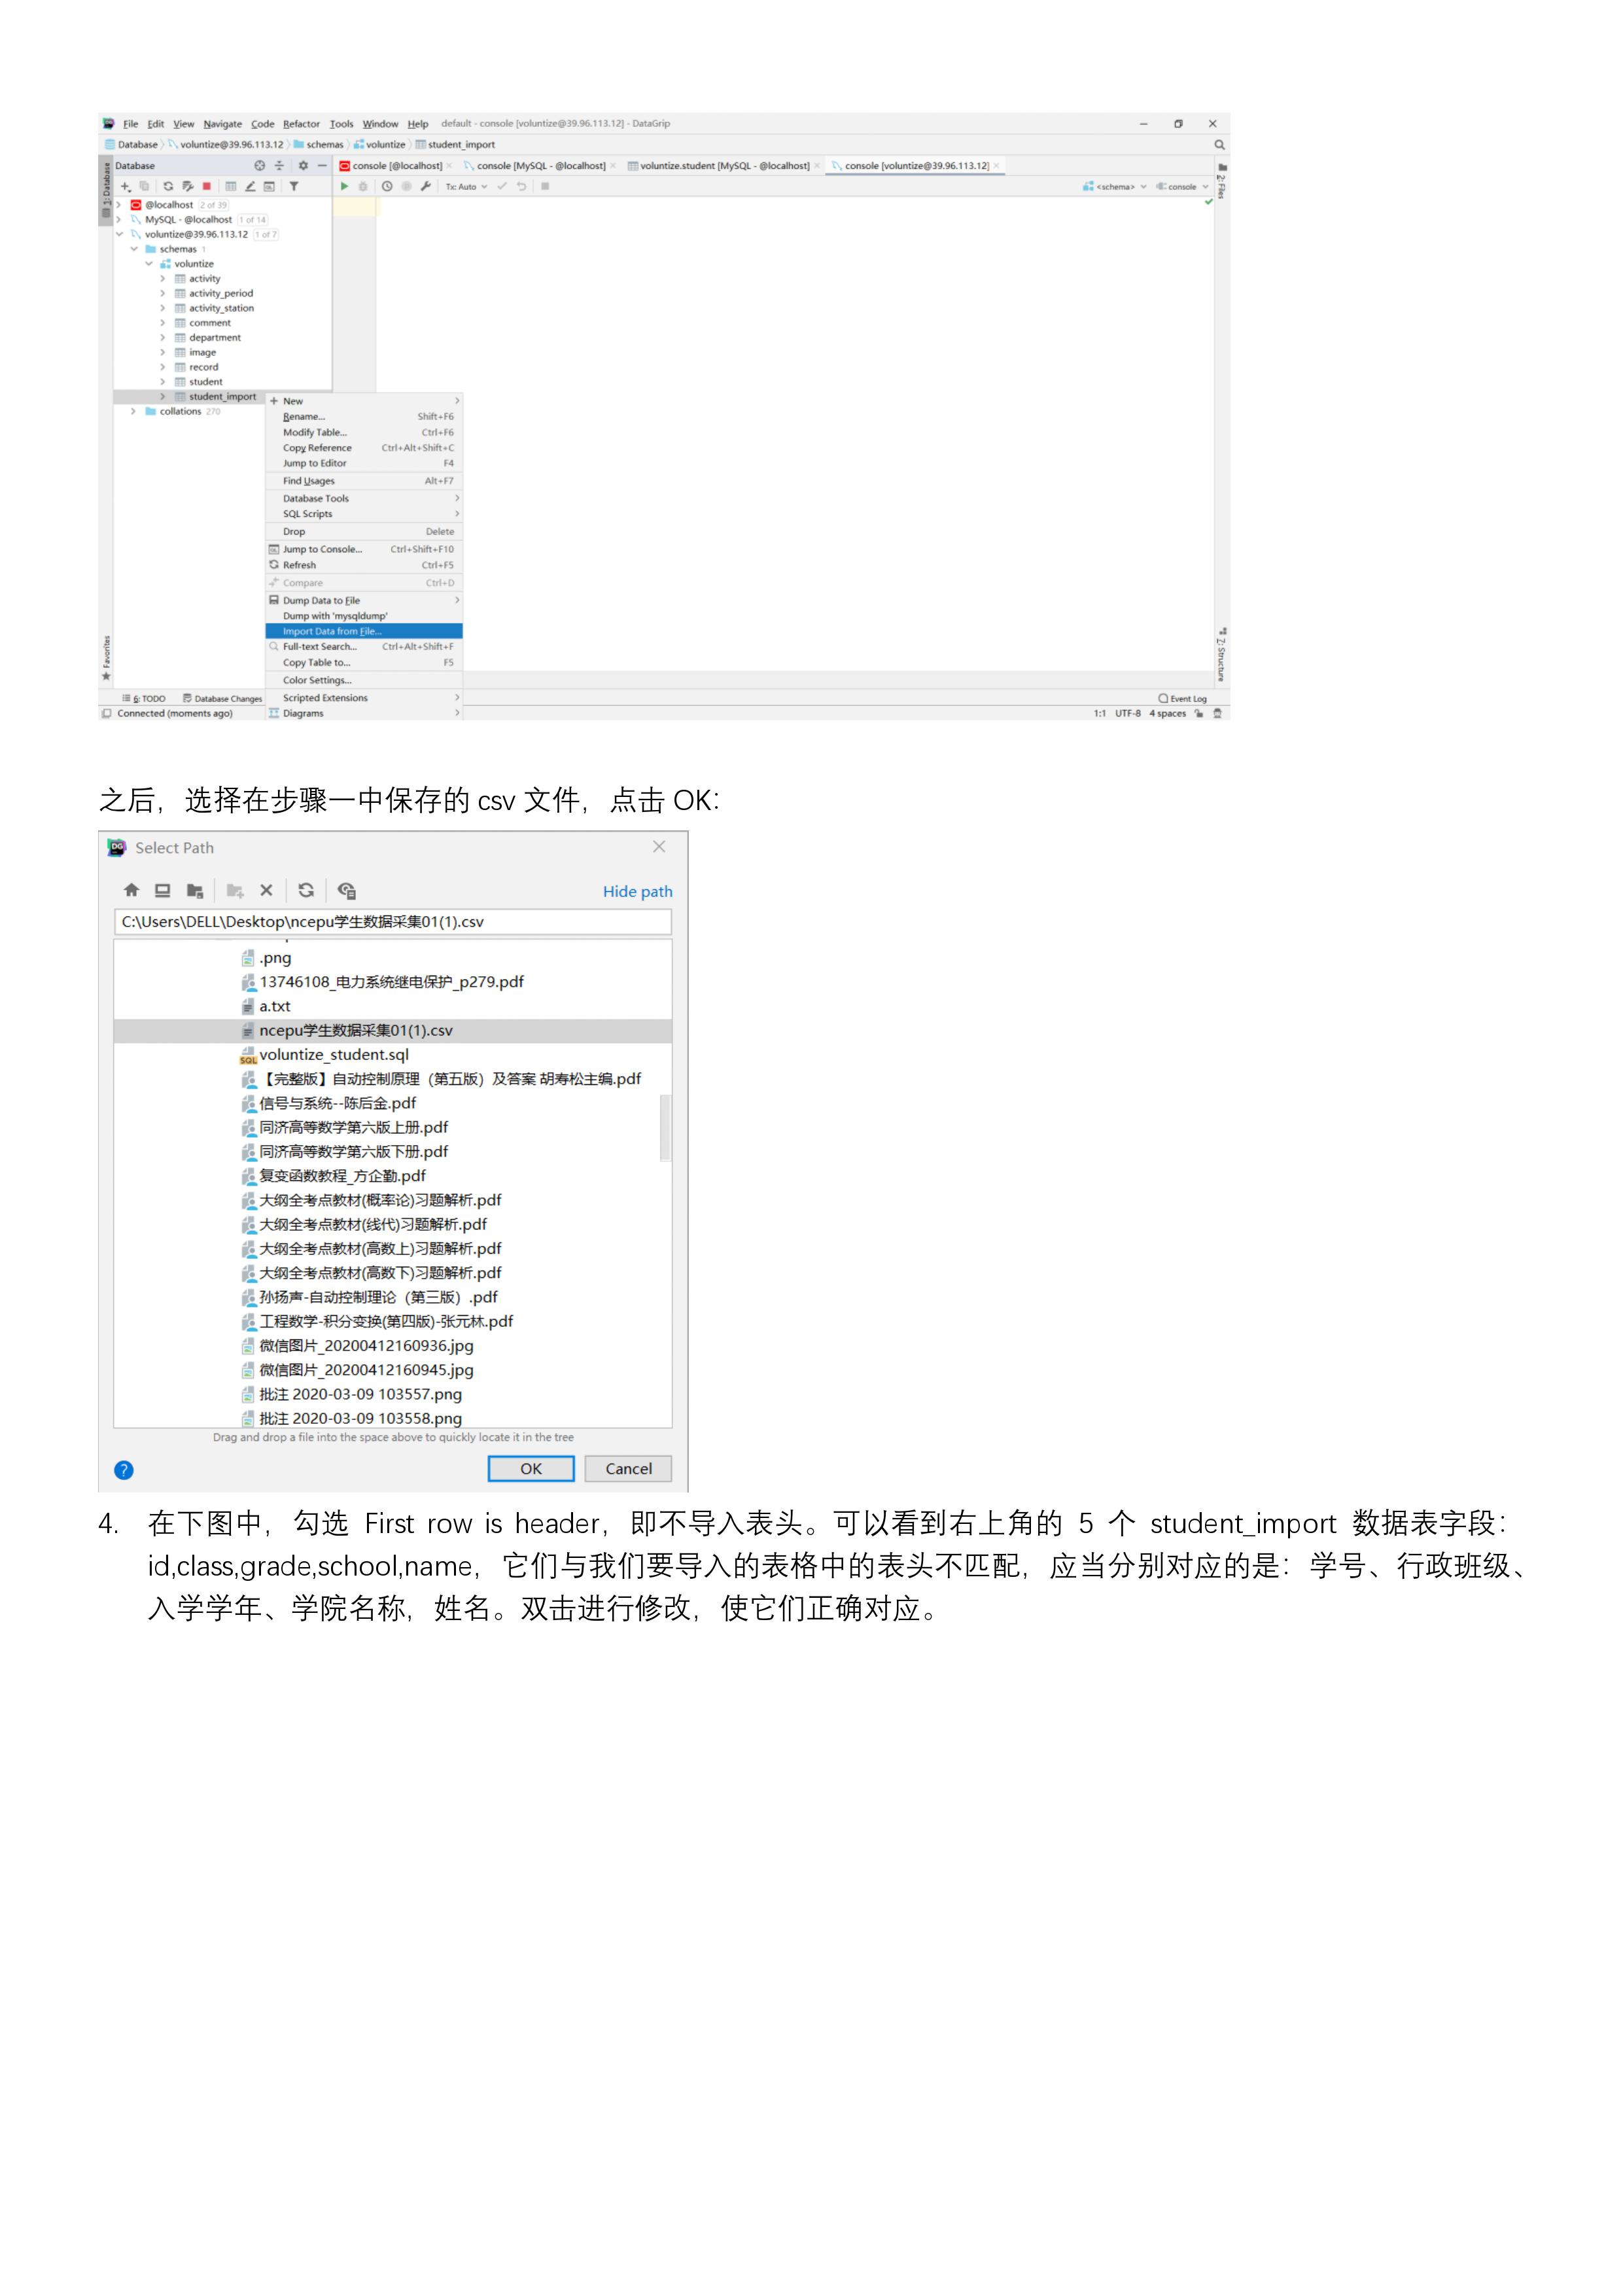 File Edit View Navigate Code Refactor Tools Window Help default - console [voluntize@39.96.113.12] - DataGrip
Database voluntize@39.96.113.12 schemas voluntize student_import
Database console [@localhost] console [MySQL - @localhost] voluntize.student [MySQL - @localhost] console [voluntize@39.96.113.12]
Tx: Auto <schema> console
1: Database
2: Files
@localhost 2 of 39
MySQL - @localhost 1 of 14
voluntize@39.96.113.12 1 of 7
schemas 1
voluntize
activity
activity_period
activity_station
comment
department
image
record
student
student_import
collations 270
New
Rename... Shift+F6
Modify Table... Ctrl+F6
Copy Reference Ctrl+Alt+Shift+C
Jump to Editor F4
Find Usages Alt+F7
Database Tools
SQL Scripts
Drop Delete
Jump to Console... Ctrl+Shift+F10
Refresh Ctrl+F5
Compare Ctrl+D
Dump Data to File
Dump with 'mysqldump'
Import Data from File...
Full-text Search... Ctrl+Alt+Shift+F
Copy Table to... F5
Color Settings...
Scripted Extensions
Diagrams
Favorites
7: Structure
6: TODO Database Changes Event Log
Connected (moments ago) 1:1 UTF-8 4 spaces
之后，选择在步骤一中保存的 csv 文件，点击 OK：
Select Path
Hide path
C:\Users\DELL\Desktop\ncepu学生数据采集01(1).csv
.png
13746108_电力系统继电保护_p279.pdf
a.txt
ncepu学生数据采集01(1).csv
voluntize_student.sql
【完整版】自动控制原理（第五版）及答案 胡寿松主编.pdf
信号与系统--陈后金.pdf
同济高等数学第六版上册.pdf
同济高等数学第六版下册.pdf
复变函数教程_方企勤.pdf
大纲全考点教材(概率论)习题解析.pdf
大纲全考点教材(线代)习题解析.pdf
大纲全考点教材(高数上)习题解析.pdf
大纲全考点教材(高数下)习题解析.pdf
孙扬声-自动控制理论（第三版）.pdf
工程数学-积分变换(第四版)-张元林.pdf
微信图片_20200412160936.jpg
微信图片_20200412160945.jpg
批注 2020-03-09 103557.png
批注 2020-03-09 103558.png
Drag and drop a file into the space above to quickly locate it in the tree
? OK Cancel
4. 在下图中，勾选 First row is header，即不导入表头。可以看到右上角的 5 个 student_import 数据表字段：
id,class,grade,school,name，它们与我们要导入的表格中的表头不匹配，应当分别对应的是：学号、行政班级、
入学学年、学院名称，姓名。双击进行修改，使它们正确对应。